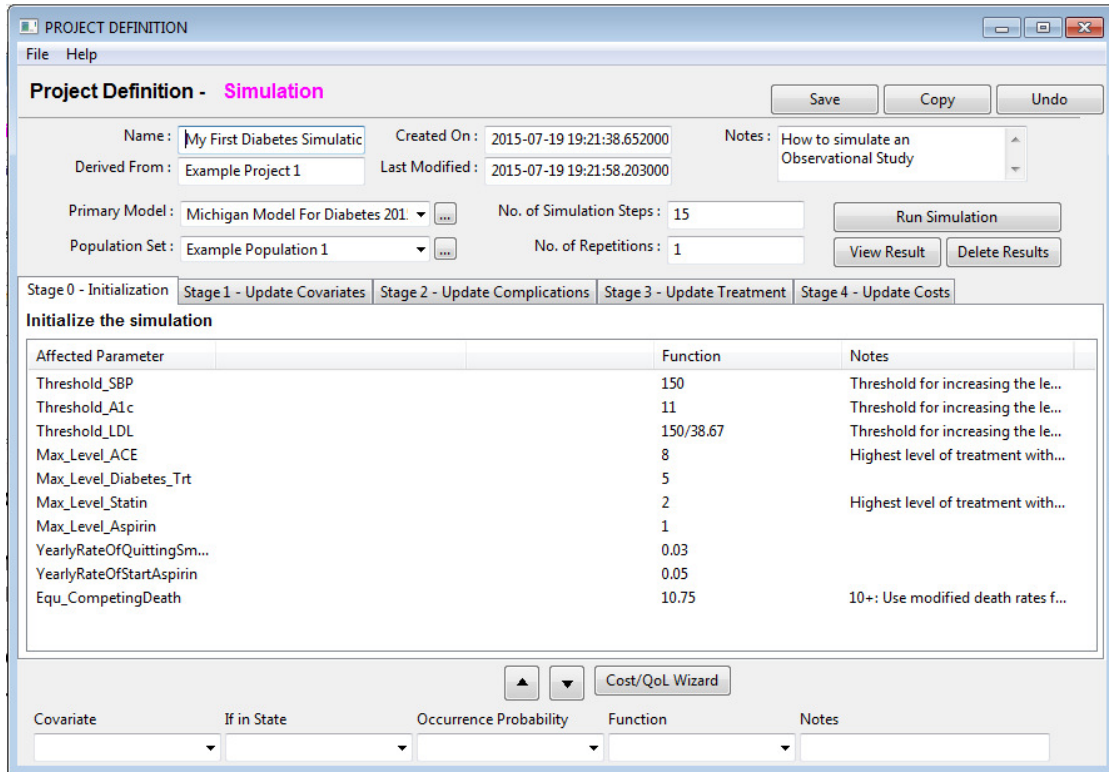 PROJECT DEFINITION
File Help
Project Definition - Simulation
Save Copy Undo
Name : My First Diabetes Simulatic Created On : 2015-07-19 19:21:38.652000 Notes : How to simulate an
Observational Study
Derived From : Example Project 1 Last Modified : 2015-07-19 19:21:58.203000
Primary Model : Michigan Model For Diabetes 201 ... No. of Simulation Steps : 15 Run Simulation
Population Set : Example Population 1 ... No. of Repetitions : 1 View Result Delete Results
Stage 0 - Initialization Stage 1 - Update Covariates Stage 2 - Update Complications Stage 3 - Update Treatment Stage 4 - Update Costs
Initialize the simulation
Affected Parameter Function Notes
Threshold_SBP 150 Threshold for increasing the le...
Threshold_A1c 11 Threshold for increasing the le...
Threshold_LDL 150/38.67 Threshold for increasing the le...
Max_Level_ACE 8 Highest level of treatment with...
Max_Level_Diabetes_Trt 5
Max_Level_Statin 2 Highest level of treatment with...
Max_Level_Aspirin 1
YearlyRateOfQuittingSm... 0.03
YearlyRateOfStartAspirin 0.05
Equ_CompetingDeath 10.75 10+: Use modified death rates f...
Cost/QoL Wizard
Covariate If in State Occurrence Probability Function Notes